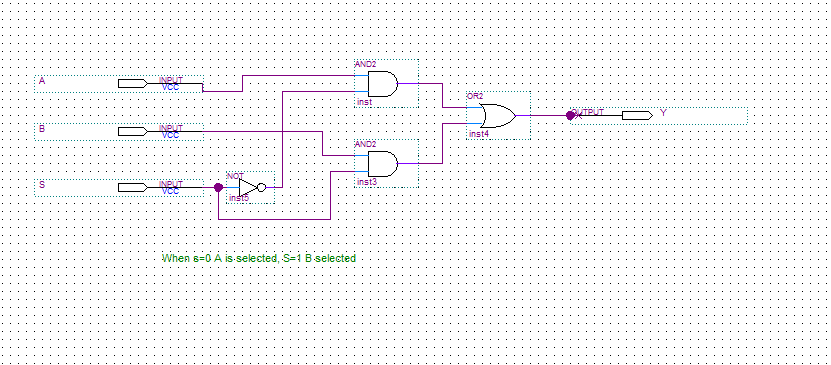 AND2
A
INPUT
VCC
inst
OR2
OUTPUT
Y
B
INPUT
VCC
inst4
AND2
NOT
S
INPUT
VCC
inst5
inst3
When s=0 A is selected, S=1 B selected